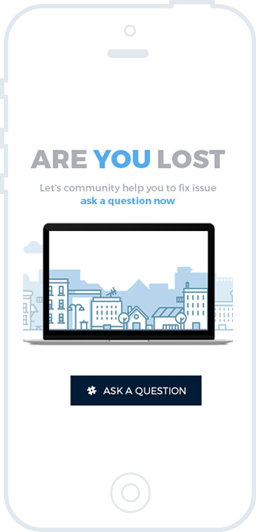 ARE YOU LOST
Let's community help you to fix issue
ask a question now
ASK A QUESTION